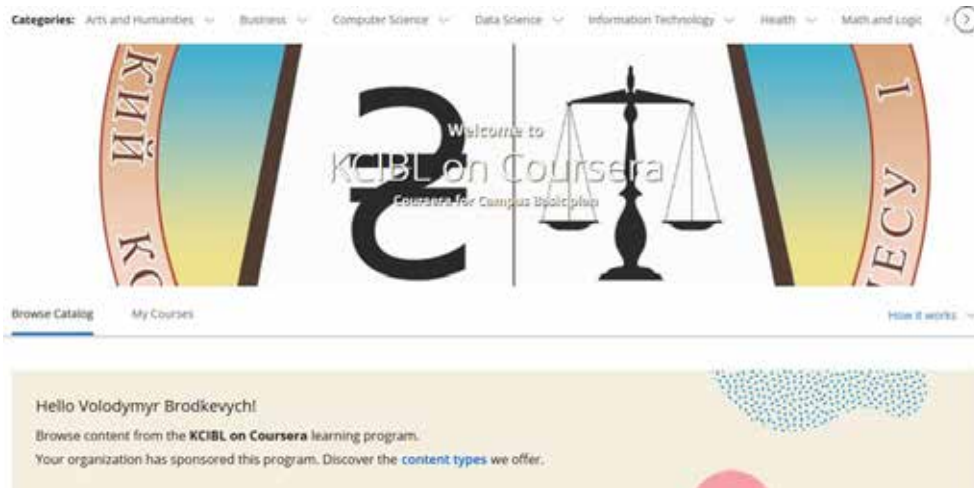 Categories: Arts and Humanities Business Computer Science Data Science Information Technology Health Math and Logic
КИЙ КО
Welcome to
KCIBL on Coursera
Coursera for Campus Basic plan
НЕСУ І
Browse Catalog My Courses How it works
Hello Volodymyr Brodkevych!
Browse content from the KCIBL on Coursera learning program.
Your organization has sponsored this program. Discover the content types we offer.